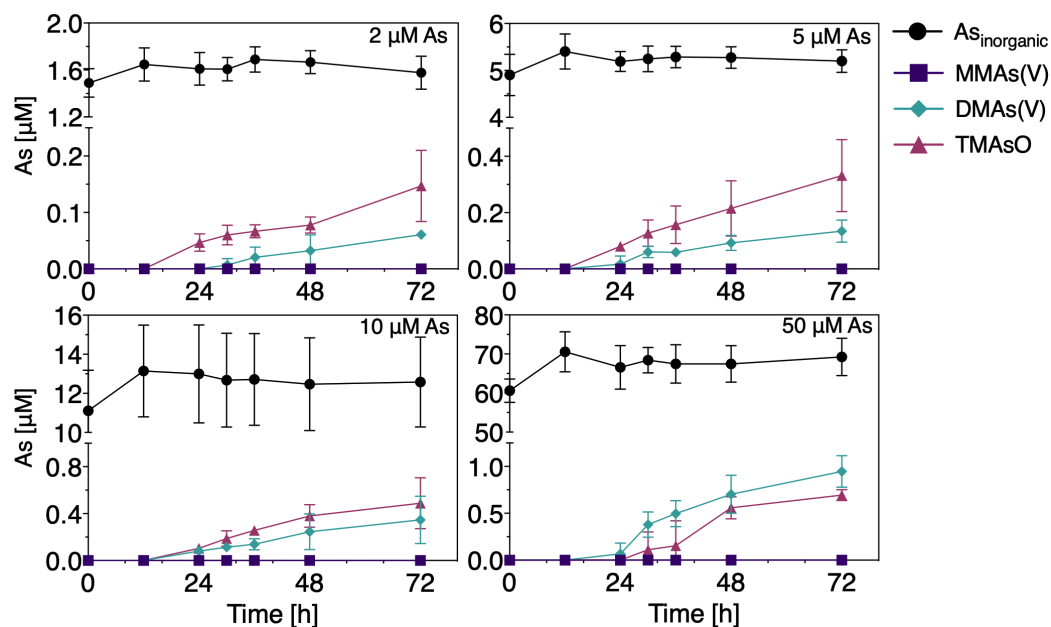 2 µM As
2.0
1.6
1.2
0.2
0.1
0.0
0 24 48 72
As [µM]
5 µM As
6
5
4
0.4
0.2
0.0
0 24 48 72
As_inorganic
MMAs(V)
DMAs(V)
TMAsO
10 µM As
16
14
12
10
0.8
0.4
0.0
0 24 48 72
As [µM]
Time [h]
50 µM As
80
70
60
50
1.0
0.5
0.0
0 24 48 72
Time [h]